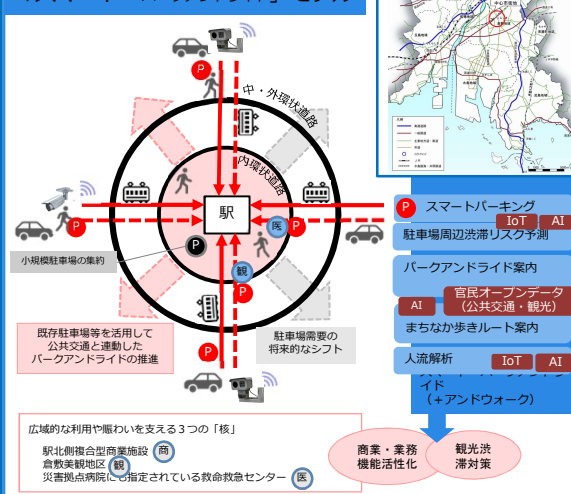 中・外環状道路
内環状道路
駅
P
P
P
P
P
P
医
観
小規模駐車場の集約
既存駐車場等を活用して
公共交通と連動した
パークアンドライドの推進
駐車場需要の
将来的なシフト
中心市街地
P スマートパーキング
IoT AI
駐車場周辺渋滞リスク予測
パークアンドライド案内
AI
官民オープンデータ
(公共交通・観光)
まちなか歩きルート案内
人流解析 IoT AI
イド
(+アンドウォーク)
広域的な利用や賑わいを支える3つの「核」
駅北側複合型商業施設 商
倉敷美観地区 観
災害拠点病院にも指定されている救命救急センター 医
商業・業務
機能活性化
観光渋
滞対策